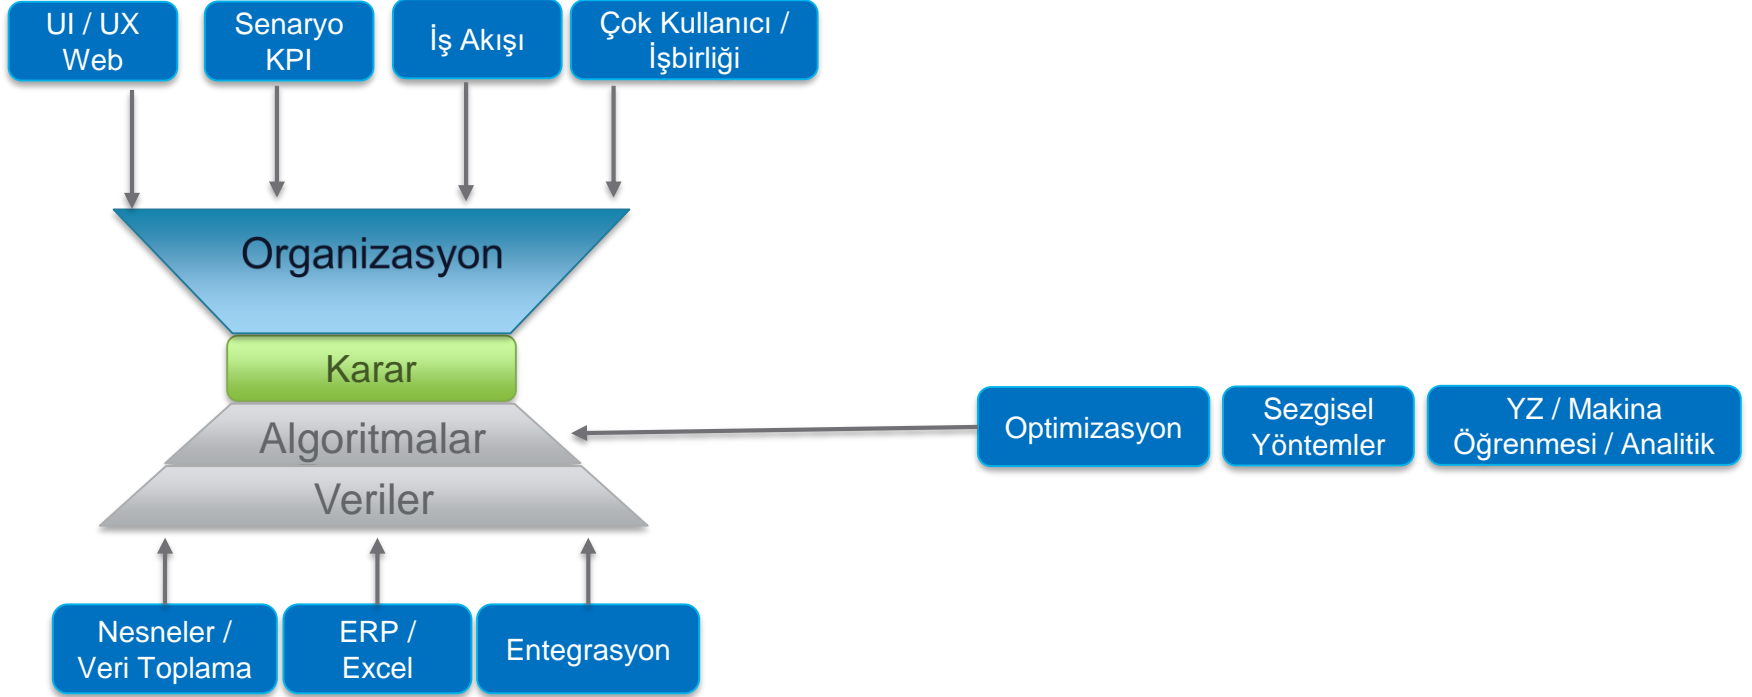 UI / UX
Web
Senaryo
KPI
İş Akışı
Çok Kullanıcı /
İşbirliği
Organizasyon
Karar
Algoritmalar
Veriler
Optimizasyon
Sezgisel
Yöntemler
YZ / Makina
Öğrenmesi / Analitik
Nesneler /
Veri Toplama
ERP /
Excel
Entegrasyon